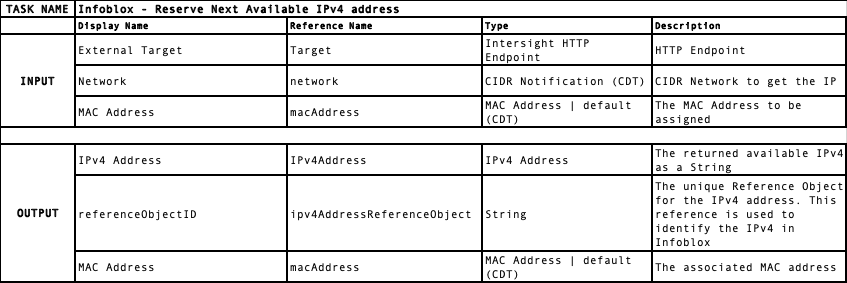 TASK NAME Infoblox - Reserve Next Available IPv4 address
Display Name Reference Name Type Description
INPUT
External Target Target Intersight HTTP Endpoint HTTP Endpoint
Network network CIDR Notification (CDT) CIDR Network to get the IP
MAC Address macAddress MAC Address | default (CDT) The MAC Address to be assigned
OUTPUT
IPv4 Address IPv4Address IPv4 Address The returned available IPv4 as a String
referenceObjectID ipv4AddressReferenceObject String The unique Reference Object for the IPv4 address. This reference is used to identify the IPv4 in Infoblox
MAC Address macAddress MAC Address | default (CDT) The associated MAC address